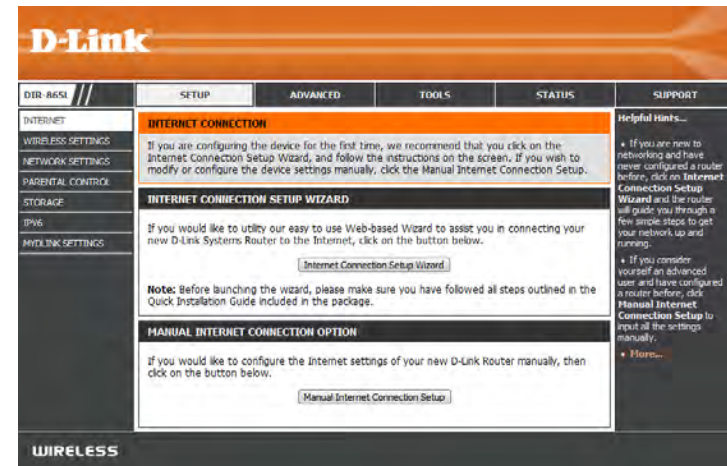 D-Link
DIR-865L // SETUP ADVANCED TOOLS STATUS SUPPORT
INTERNET
WIRELESS SETTINGS
NETWORK SETTINGS
PARENTAL CONTROL
STORAGE
IPV6
MYDLINK SETTINGS
INTERNET CONNECTION
If you are configuring the device for the first time, we recommend that you click on the
Internet Connection Setup Wizard, and follow the instructions on the screen. If you wish to
modify or configure the device settings manually, click the Manual Internet Connection Setup.
INTERNET CONNECTION SETUP WIZARD
If you would like to utlity our easy to use Web-based Wizard to assist you in connecting your
new D-Link Systems Router to the Internet, click on the button below.
Internet Connection Setup Wizard
Note: Before launching the wizard, please make sure you have followed all steps outlined in the
Quick Installation Guide included in the package.
MANUAL INTERNET CONNECTION OPTION
If you would like to configure the Internet settings of your new D-Link Router manually, then
click on the button below.
Manual Internet Connection Setup
Helpful Hints...
• If you are new to
networking and have
never configured a router
before, click on Internet
Connection Setup
Wizard and the router
will guide you through a
few simple steps to get
your network up and
running.
• If you consider
yourself an advanced
user and have configured
a router before, click
Manual Internet
Connection Setup to
input all the settings
manually.
• More...
WIRELESS